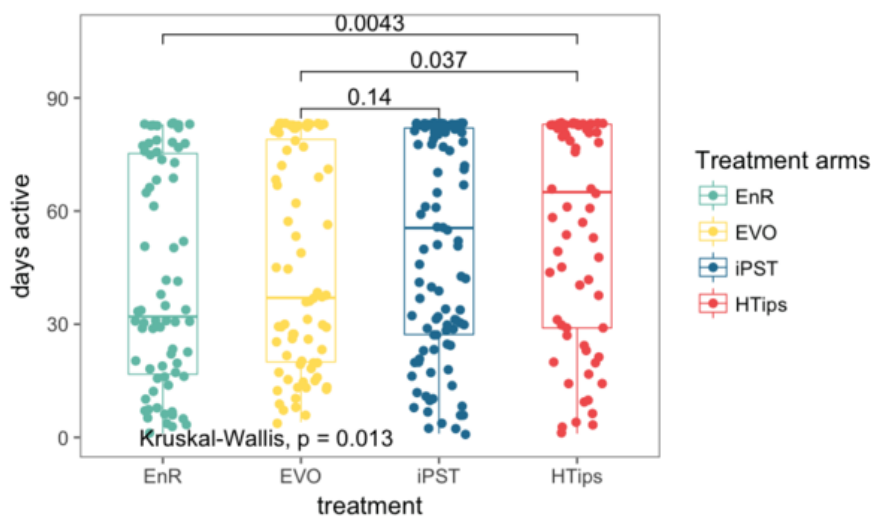 0.0043
0.037
0.14
90
60
30
0
days active
Kruskal-Wallis, p = 0.013
EnR
EVO
iPST
HTips
treatment
Treatment arms
EnR
EVO
iPST
HTips